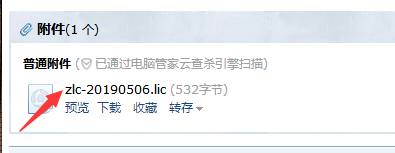 附件(1 个)
普通附件 (已通过电脑管家云查杀引擎扫描)
zlc-20190506.lic (532字节)
预览 下载 收藏 转存